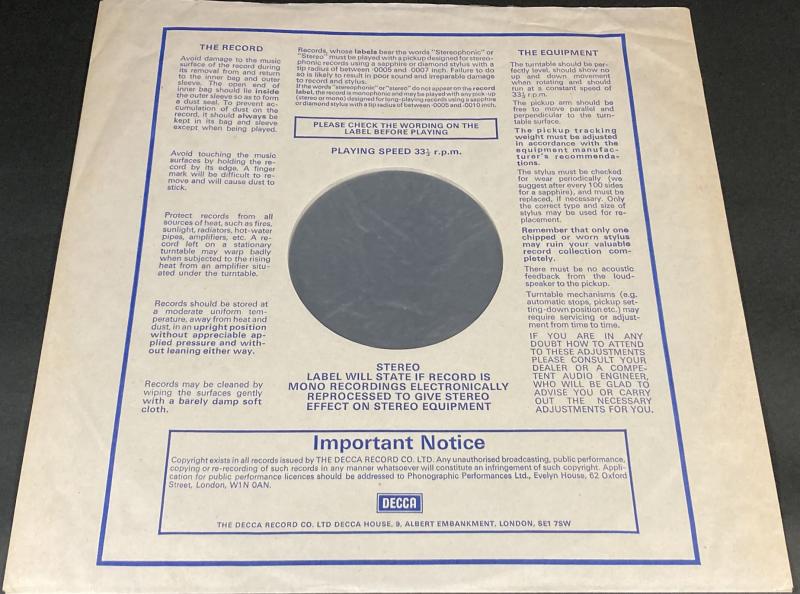 THE RECORD
Avoid damage to the music
surface of the record during
its removal from and return
to the inner bag and outer
sleeve. The open end of
inner bag should lie inside
the outer sleeve so as to form
a dust seal. To prevent ac-
cumulation of dust on the
record, it should always be
kept in its bag and sleeve
except when being played.
Avoid touching the music
surfaces by holding the re-
cord by its edge. A finger
mark will be difficult to re-
move and will cause dust to
stick.
Protect records from all
sources of heat, such as fires,
sunlight, radiators, hot-water
pipes, amplifiers, etc. A re-
cord left on a stationary
turntable may warp badly
when subjected to the rising
heat from an amplifier situ-
ated under the turntable.
Records should be stored at
a moderate uniform tem-
perature, away from heat and
dust, in an upright position
without appreciable ap-
plied pressure and with-
out leaning either way.
Records may be cleaned by
wiping the surfaces gently
with a barely damp soft
cloth.
Records, whose labels bear the words "Stereophonic" or
"Stereo" must be played with a pickup designed for stereo-
phonic records using a sapphire or diamond stylus with a
tip radius of between ·0005 and ·0007 inch. Failure to do
so is likely to result in poor sound and irreparable damage
to record and stylus.
If the words "stereophonic" or "stereo" do not appear on the record
label, the record is monophonic and may be played with any pick-up
(stereo or mono) designed for long-playing records using a sapphire
or diamond stylus with a tip radius of between ·0005 and ·0010 inch.
PLEASE CHECK THE WORDING ON THE
LABEL BEFORE PLAYING
PLAYING SPEED 33⅓ r.p.m.
STEREO
LABEL WILL STATE IF RECORD IS
MONO RECORDINGS ELECTRONICALLY
REPROCESSED TO GIVE STEREO
EFFECT ON STEREO EQUIPMENT
THE EQUIPMENT
The turntable should be per-
fectly level, should show no
up and down movement
when rotating and should
run at a constant speed of
33⅓ r.p.m.
The pickup arm should be
free to move parallel and
perpendicular to the turn-
table surface.
The pickup tracking
weight must be adjusted
in accordance with the
equipment manufac-
turer's recommenda-
tions.
The stylus must be checked
for wear periodically (we
suggest after every 100 sides
for a sapphire), and must be
replaced, if necessary. Only
the correct type and size of
stylus may be used for re-
placement.
Remember that only one
chipped or worn stylus
may ruin your valuable
record collection com-
pletely.
There must be no acoustic
feedback from the loud-
speaker to the pickup.
Turntable mechanisms (e.g.
automatic stops, pickup set-
ting-down position etc.) may
require servicing or adjust-
ment from time to time.
IF YOU ARE IN ANY
DOUBT HOW TO ATTEND
TO THESE ADJUSTMENTS
PLEASE CONSULT YOUR
DEALER OR A COMPE-
TENT AUDIO ENGINEER,
WHO WILL BE GLAD TO
ADVISE YOU OR CARRY
OUT THE NECESSARY
ADJUSTMENTS FOR YOU.
Important Notice
Copyright exists in all records issued by THE DECCA RECORD CO. LTD. Any unauthorised broadcasting, public performance,
copying or re-recording of such records in any manner whatsoever will constitute an infringement of such copyright. Appli-
cation for public performance licences should be addressed to Phonographic Performances Ltd., Evelyn House, 62 Oxford
Street, London, W1N 0AN.
DECCA
THE DECCA RECORD CO. LTD DECCA HOUSE, 9, ALBERT EMBANKMENT, LONDON, SE1 7SW